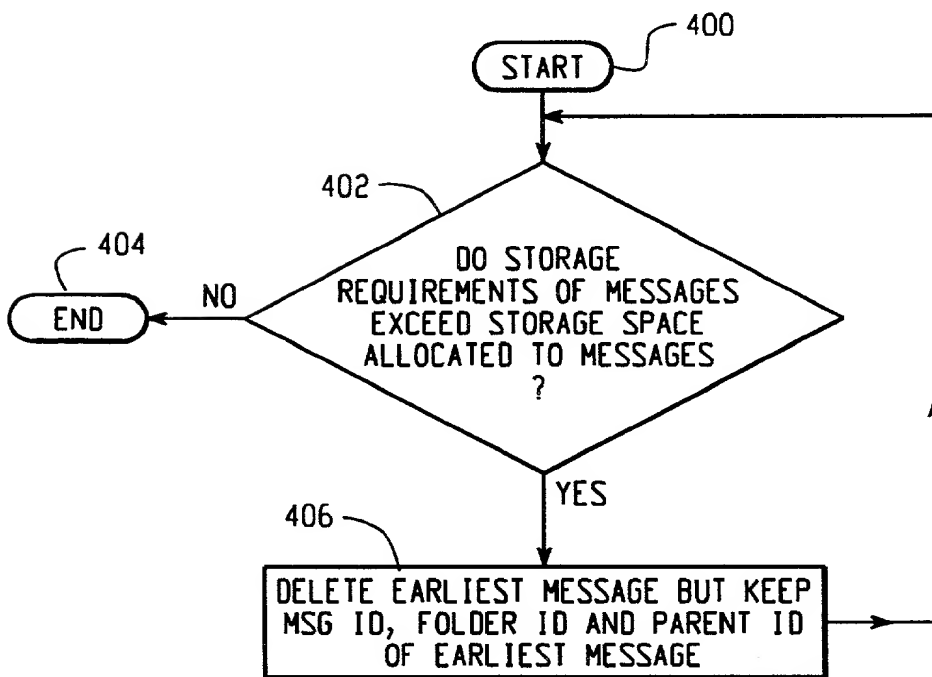 400
START
402
DO STORAGE
REQUIREMENTS OF MESSAGES
EXCEED STORAGE SPACE
ALLOCATED TO MESSAGES
?
404
END
NO
YES
406
DELETE EARLIEST MESSAGE BUT KEEP
MSG ID, FOLDER ID AND PARENT ID
OF EARLIEST MESSAGE